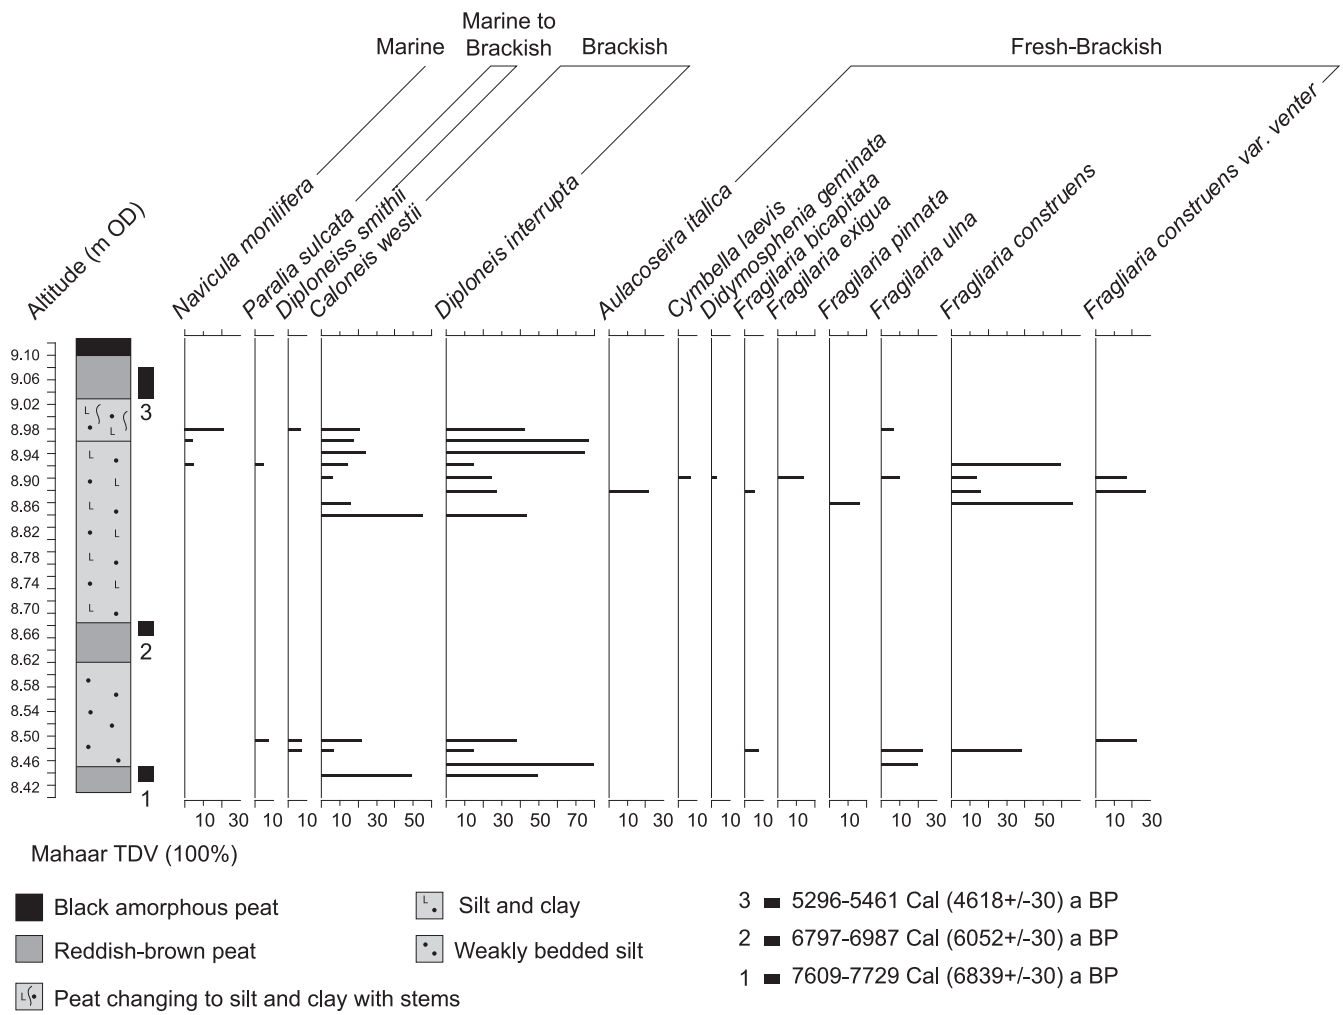 Marine
Marine to
Brackish
Brackish
Fresh-Brackish
Altitude (m OD)
Navicula monilifera
Paralia sulcata
Diploneiss smithii
Caloneis westii
Diploneis interrupta
Aulacoseira italica
Cymbella laevis
Didymosphenia geminata
Fragilaria bicapitata
Fragilaria exigua
Fragilaria pinnata
Fragilaria ulna
Fragliaria construens
Fragliaria construens var. venter
9.10
9.06
9.02
8.98
8.94
8.90
8.86
8.82
8.78
8.74
8.70
8.66
8.62
8.58
8.54
8.50
8.46
8.42
3
2
1
10 30 10 10 10 30 50 10 30 50 70 10 30 10 10 10 10 10 10 30 10 30 50 10 30
Mahaar TDV (100%)
Black amorphous peat
Reddish-brown peat
Peat changing to silt and clay with stems
Silt and clay
Weakly bedded silt
3 5296-5461 Cal (4618+/-30) a BP
2 6797-6987 Cal (6052+/-30) a BP
1 7609-7729 Cal (6839+/-30) a BP